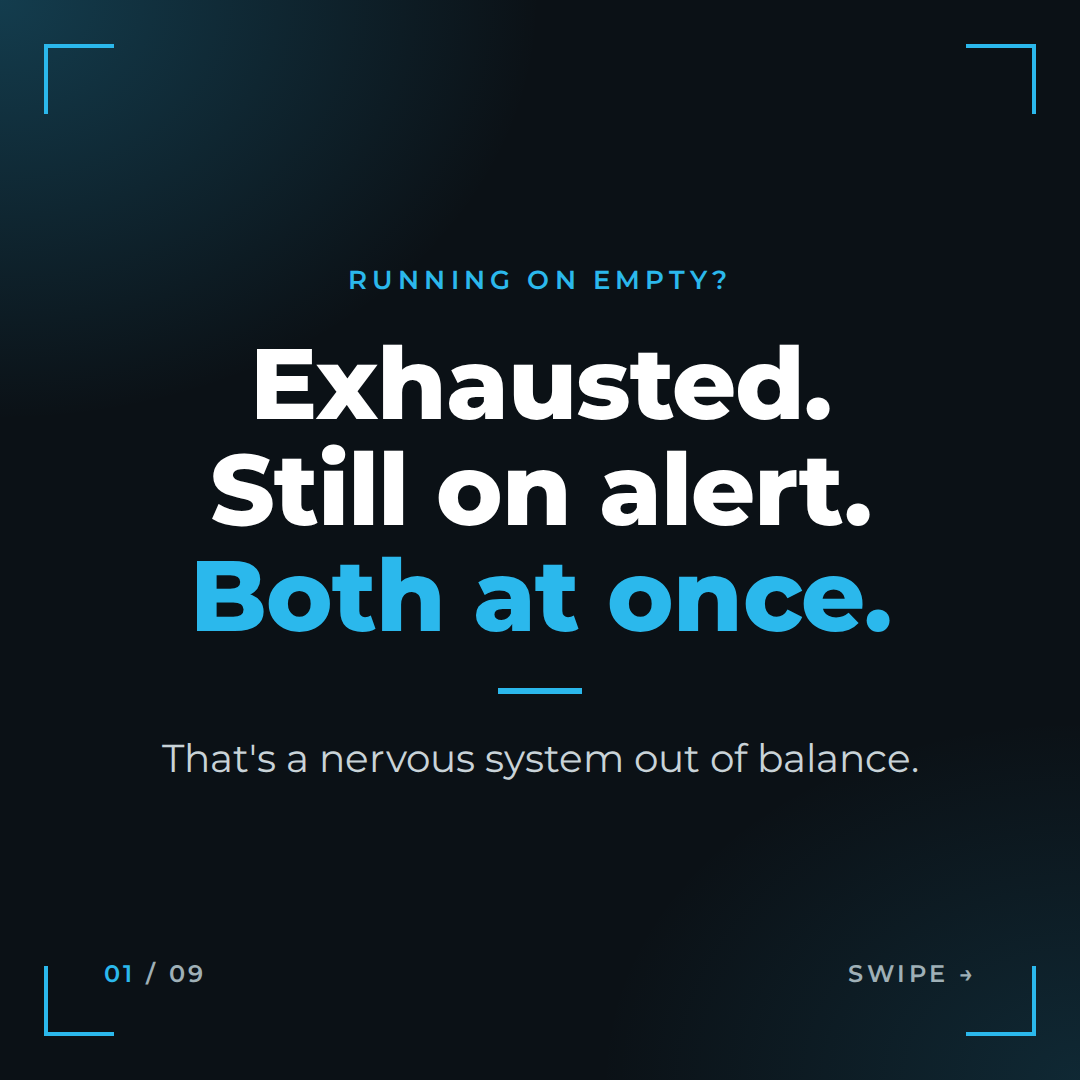 RUNNING ON EMPTY?
Exhausted.
Still on alert.
Both at once.
That's a nervous system out of balance.
01 / 09
SWIPE →